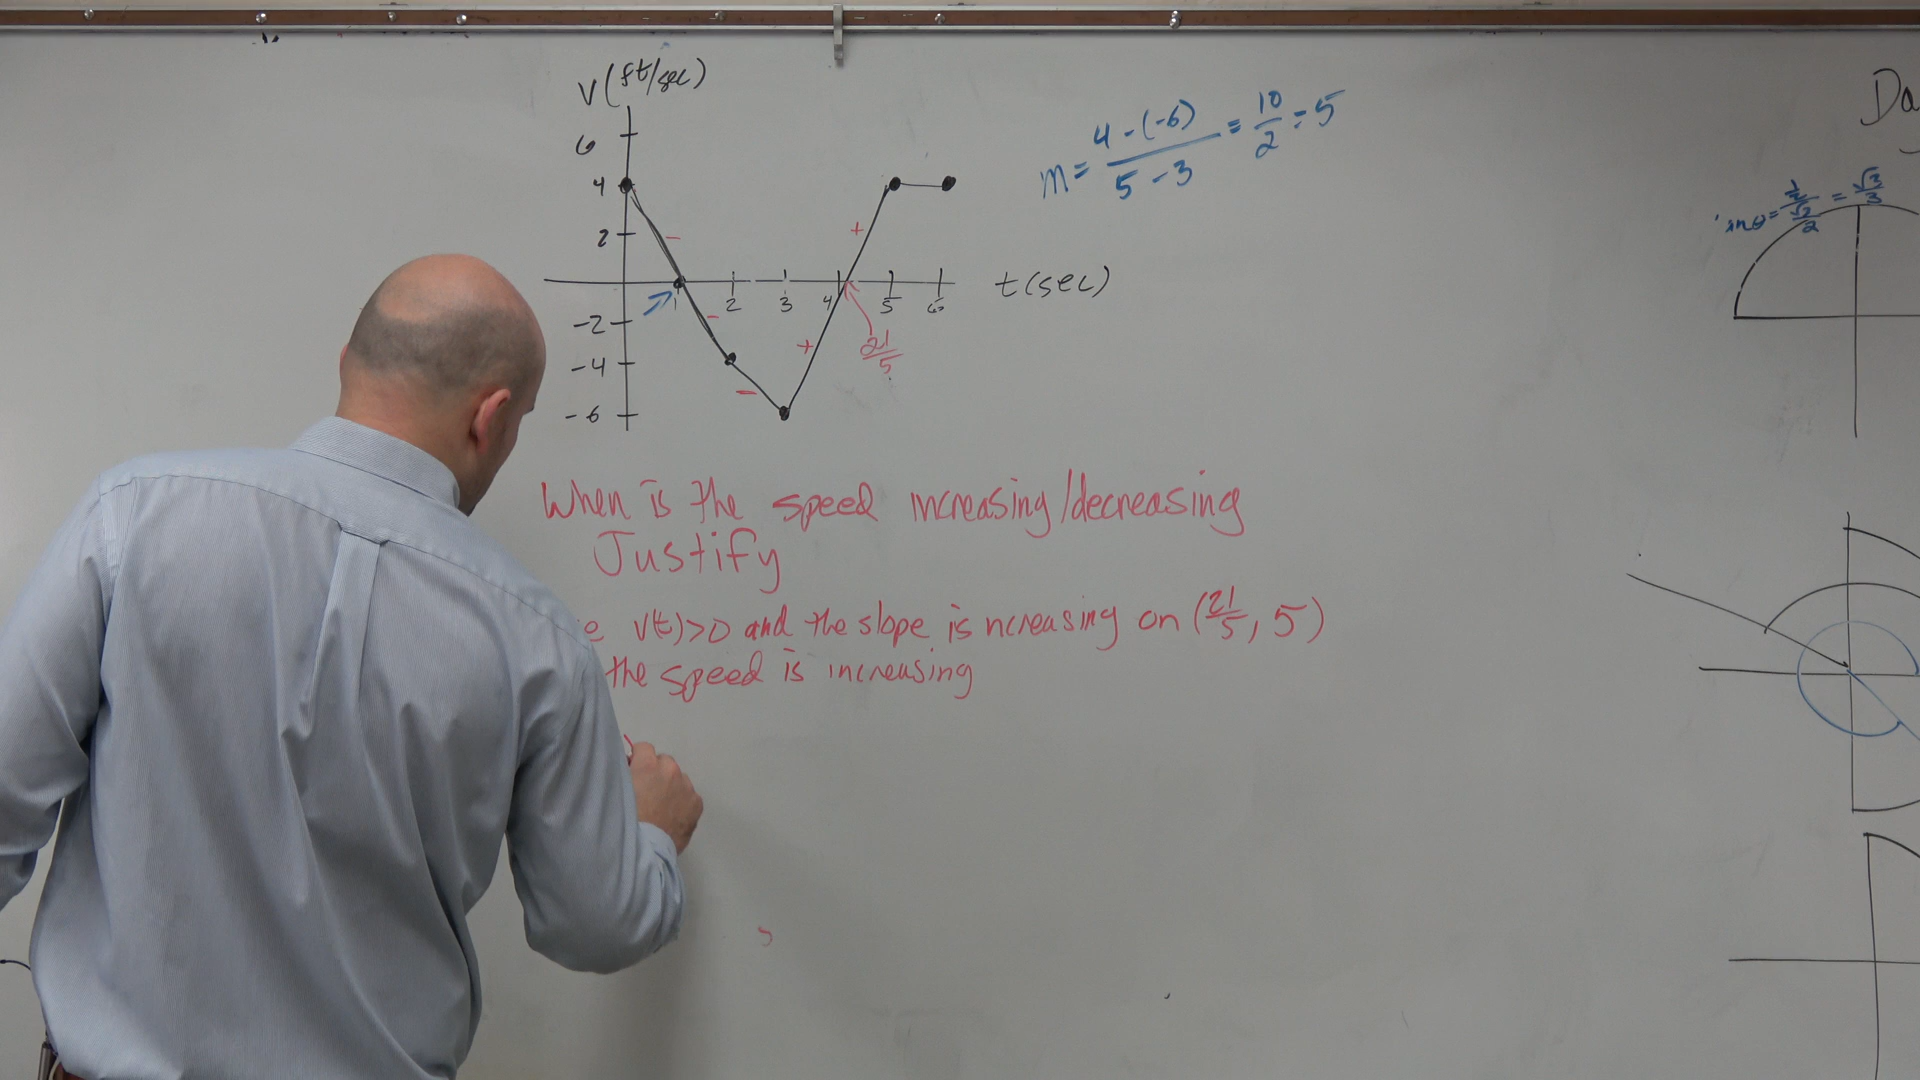 v(ft/sec)
6
4
2
-2
-4
-6
1 2 3 4 5 6
t(sec)
- - - + +
21/5
m = 4-(-6)/5-3 = 10/2 = 5
When is the speed increasing/decreasing
Justify
v(t)>0 and the slope is ncreasing on (21/5, 5)
the speed is increasing
Da